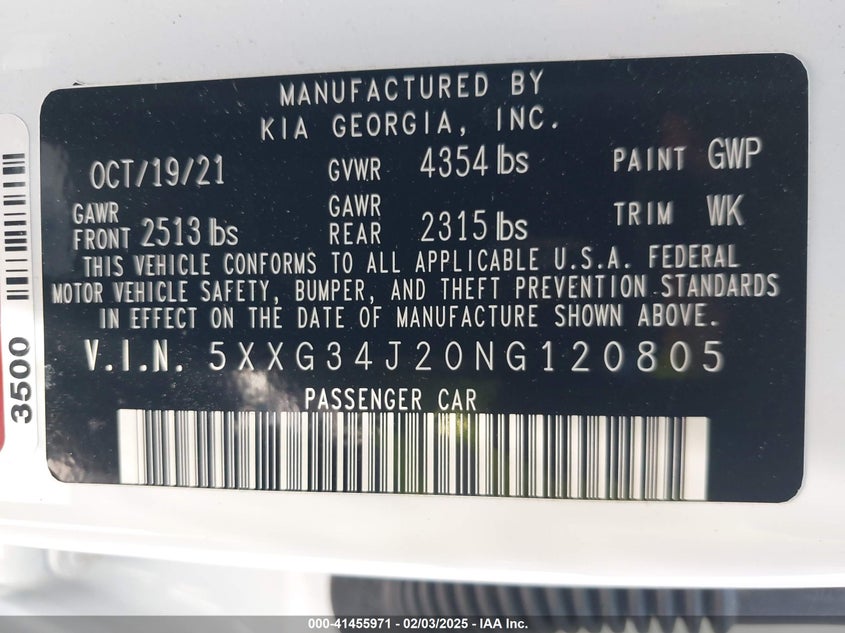 MANUFACTURED BY
KIA GEORGIA, INC.
OCT/19/21 GVWR 4354 lbs PAINT GWP
GAWR FRONT 2513 lbs GAWR REAR 2315 lbs TRIM WK
THIS VEHICLE CONFORMS TO ALL APPLICABLE U.S.A. FEDERAL
MOTOR VEHICLE SAFETY, BUMPER, AND THEFT PREVENTION STANDARDS
IN EFFECT ON THE DATE OF MANUFACTURE SHOWN ABOVE.
V.I.N. 5XXG34J20NG120805
PASSENGER CAR
3500
000-41455971 / 02/03/2025 - IAA Inc.